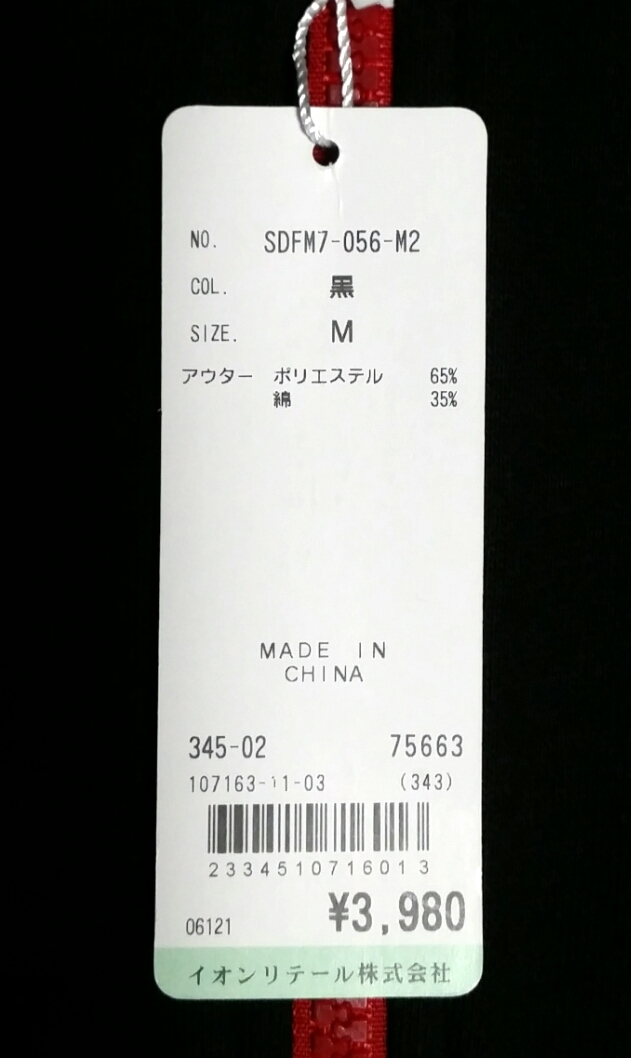 NO. SDFM7-056-M2
COL. 黒
SIZE. M
アウター ポリエステル 65%
綿 35%
MADE IN
CHINA
345-02 75663
107163-11-03 (343)
2334510716013
06121 ¥3,980
イオンリテール株式会社